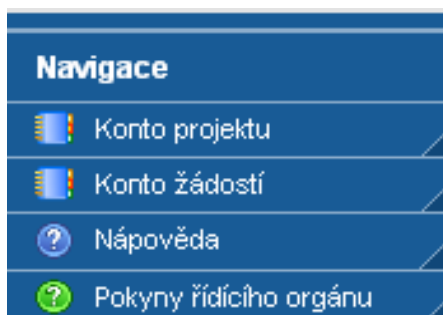 Navigace
Konto projektu
Konto žádostí
Nápověda
Pokyny řídícího orgánu